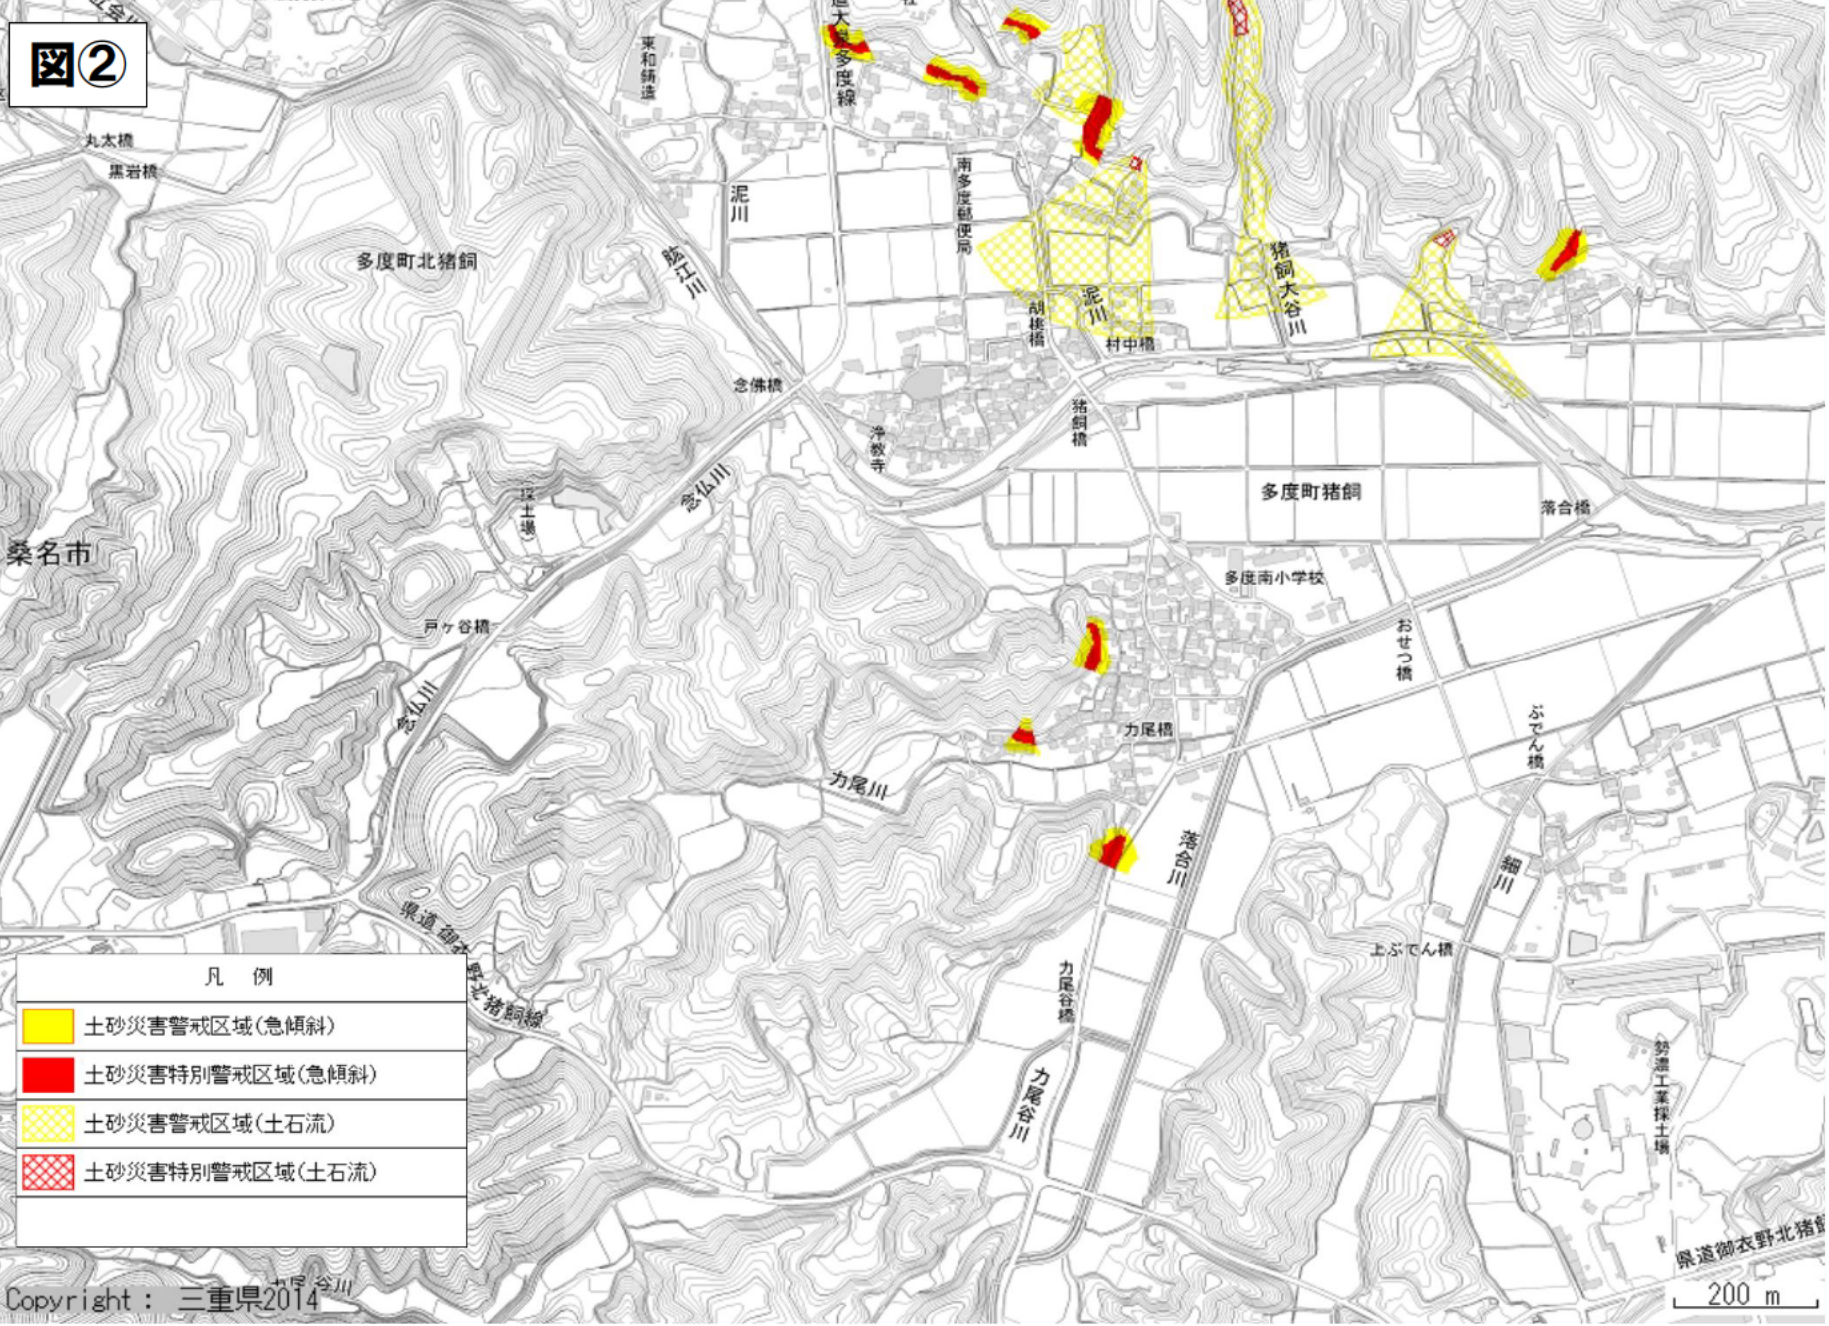 図②
東和鋳造
丸太橋
黒岩橋
多度町北猪飼
泥川
肱江川
南多度郵便局
胡桃橋
泥川
村中橋
猪飼大谷川
念佛橋
浄教寺
猪飼橋
念仏川
(採土場)
多度町猪飼
落合橋
桑名市
多度南小学校
戸ヶ谷橋
おせつ橋
念仏川
ぶでん橋
力尾橋
力尾川
落合川
細川
県道御衣野北猪飼線
上ぶでん橋
力尾谷橋
力尾谷川
勢濃工業採土場
凡 例
土砂災害警戒区域(急傾斜)
土砂災害特別警戒区域(急傾斜)
土砂災害警戒区域(土石流)
土砂災害特別警戒区域(土石流)
県道御衣野北猪飼
Copyright : 三重県2014
200 m